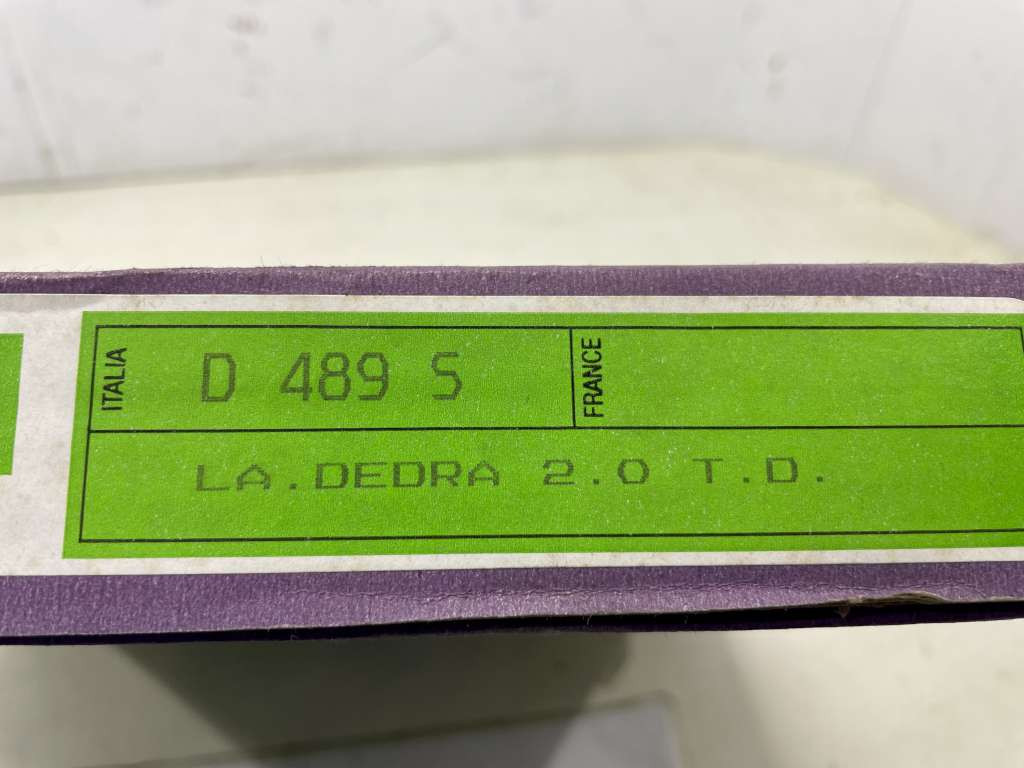 ITALIA
D 489 S
FRANCE
LA.DEDRA 2.0 T.D.